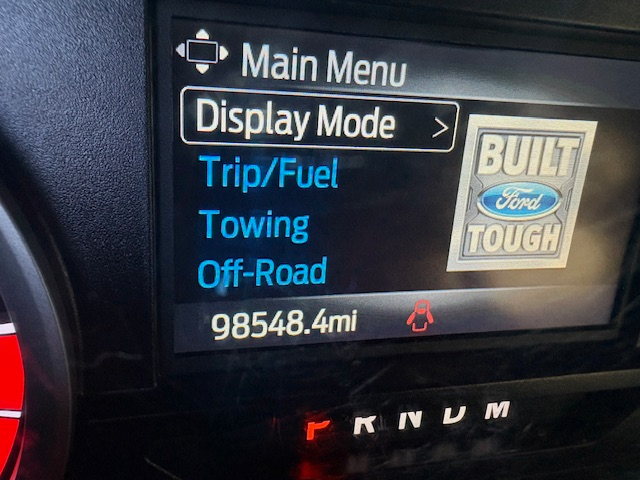 Main Menu
Display Mode >
Trip/Fuel
Towing
Off-Road
BUILT
Ford
TOUGH
98548.4mi
P R N D M